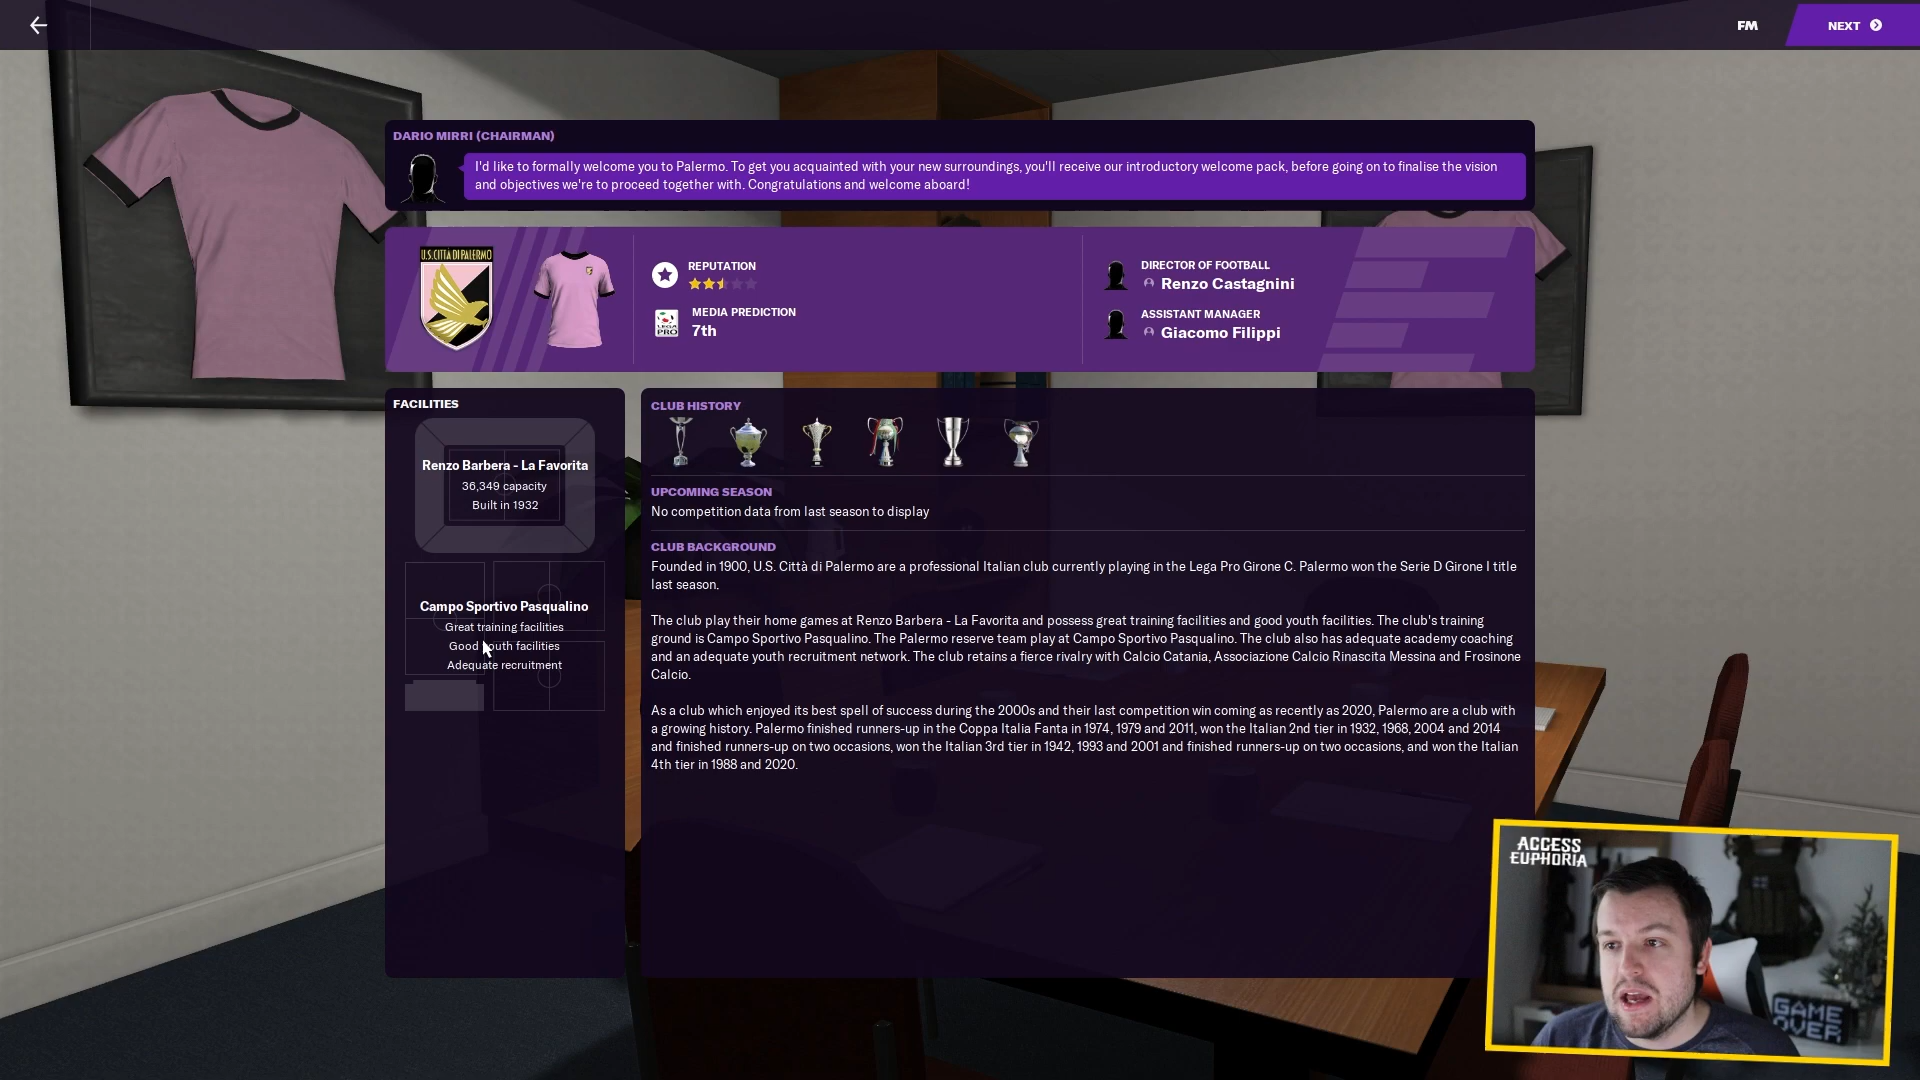 FM
NEXT
DARIO MIRRI (CHAIRMAN)
I'd like to formally welcome you to Palermo. To get you acquainted with your new surroundings, you'll receive our introductory welcome pack, before going on to finalise the vision
and objectives we're to proceed together with. Congratulations and welcome aboard!
U.S.CITTÀ DI PALERMO
REPUTATION
MEDIA PREDICTION
7th
LEGA
PRO
DIRECTOR OF FOOTBALL
Renzo Castagnini
ASSISTANT MANAGER
Giacomo Filippi
FACILITIES
Renzo Barbera - La Favorita
36,349 capacity
Built in 1932
Campo Sportivo Pasqualino
Great training facilities
Good youth facilities
Adequate recruitment
CLUB HISTORY
UPCOMING SEASON
No competition data from last season to display
CLUB BACKGROUND
Founded in 1900, U.S. Città di Palermo are a professional Italian club currently playing in the Lega Pro Girone C. Palermo won the Serie D Girone I title
last season.
The club play their home games at Renzo Barbera - La Favorita and possess great training facilities and good youth facilities. The club's training
ground is Campo Sportivo Pasqualino. The Palermo reserve team play at Campo Sportivo Pasqualino. The club also has adequate academy coaching
and an adequate youth recruitment network. The club retains a fierce rivalry with Calcio Catania, Associazione Calcio Rinascita Messina and Frosinone
Calcio.
As a club which enjoyed its best spell of success during the 2000s and their last competition win coming as recently as 2020, Palermo are a club with
a growing history. Palermo finished runners-up in the Coppa Italia Fanta in 1974, 1979 and 2011, won the Italian 2nd tier in 1932, 1968, 2004 and 2014
and finished runners-up on two occasions, won the Italian 3rd tier in 1942, 1993 and 2001 and finished runners-up on two occasions, and won the Italian
4th tier in 1988 and 2020.
ACCESS
EUPHORIA
GAME
OVER